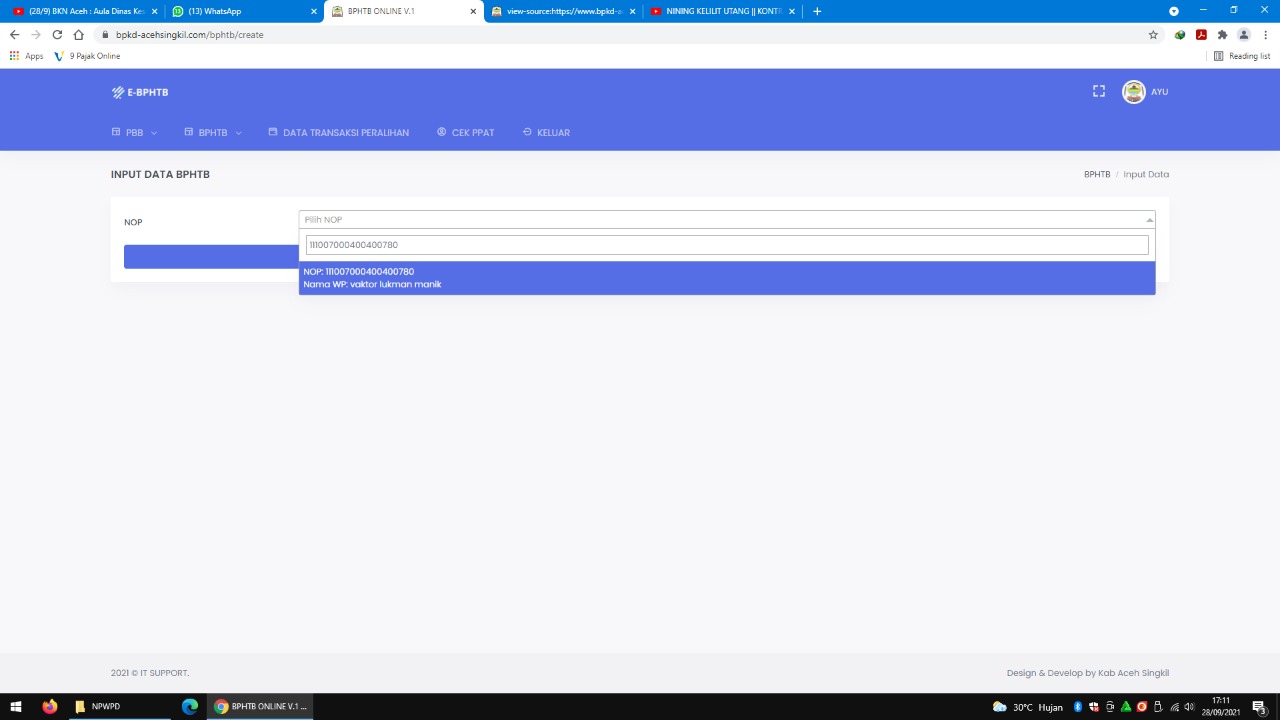 (28/9) BKN Aceh : Aula Dinas Kes
(13) WhatsApp
BPHTB ONLINE V.1
view-source:https://www.bpkd-a
NINING KELILIT UTANG || KONTR
bpkd-acehsingkil.com/bphtb/create
Apps
9 Pajak Online
Reading list
E-BPHTB
AYU
PBB
BPHTB
DATA TRANSAKSI PERALIHAN
CEK PPAT
KELUAR
INPUT DATA BPHTB
BPHTB / Input Data
NOP
Pilih NOP
111007000400400780
NOP: 111007000400400780
Nama WP: vaktor lukman manik
2021 © IT SUPPORT.
Design & Develop by Kab Aceh Singkil
NPWPD
BPHTB ONLINE V.1 ...
30°C Hujan
17:11
28/09/2021
3